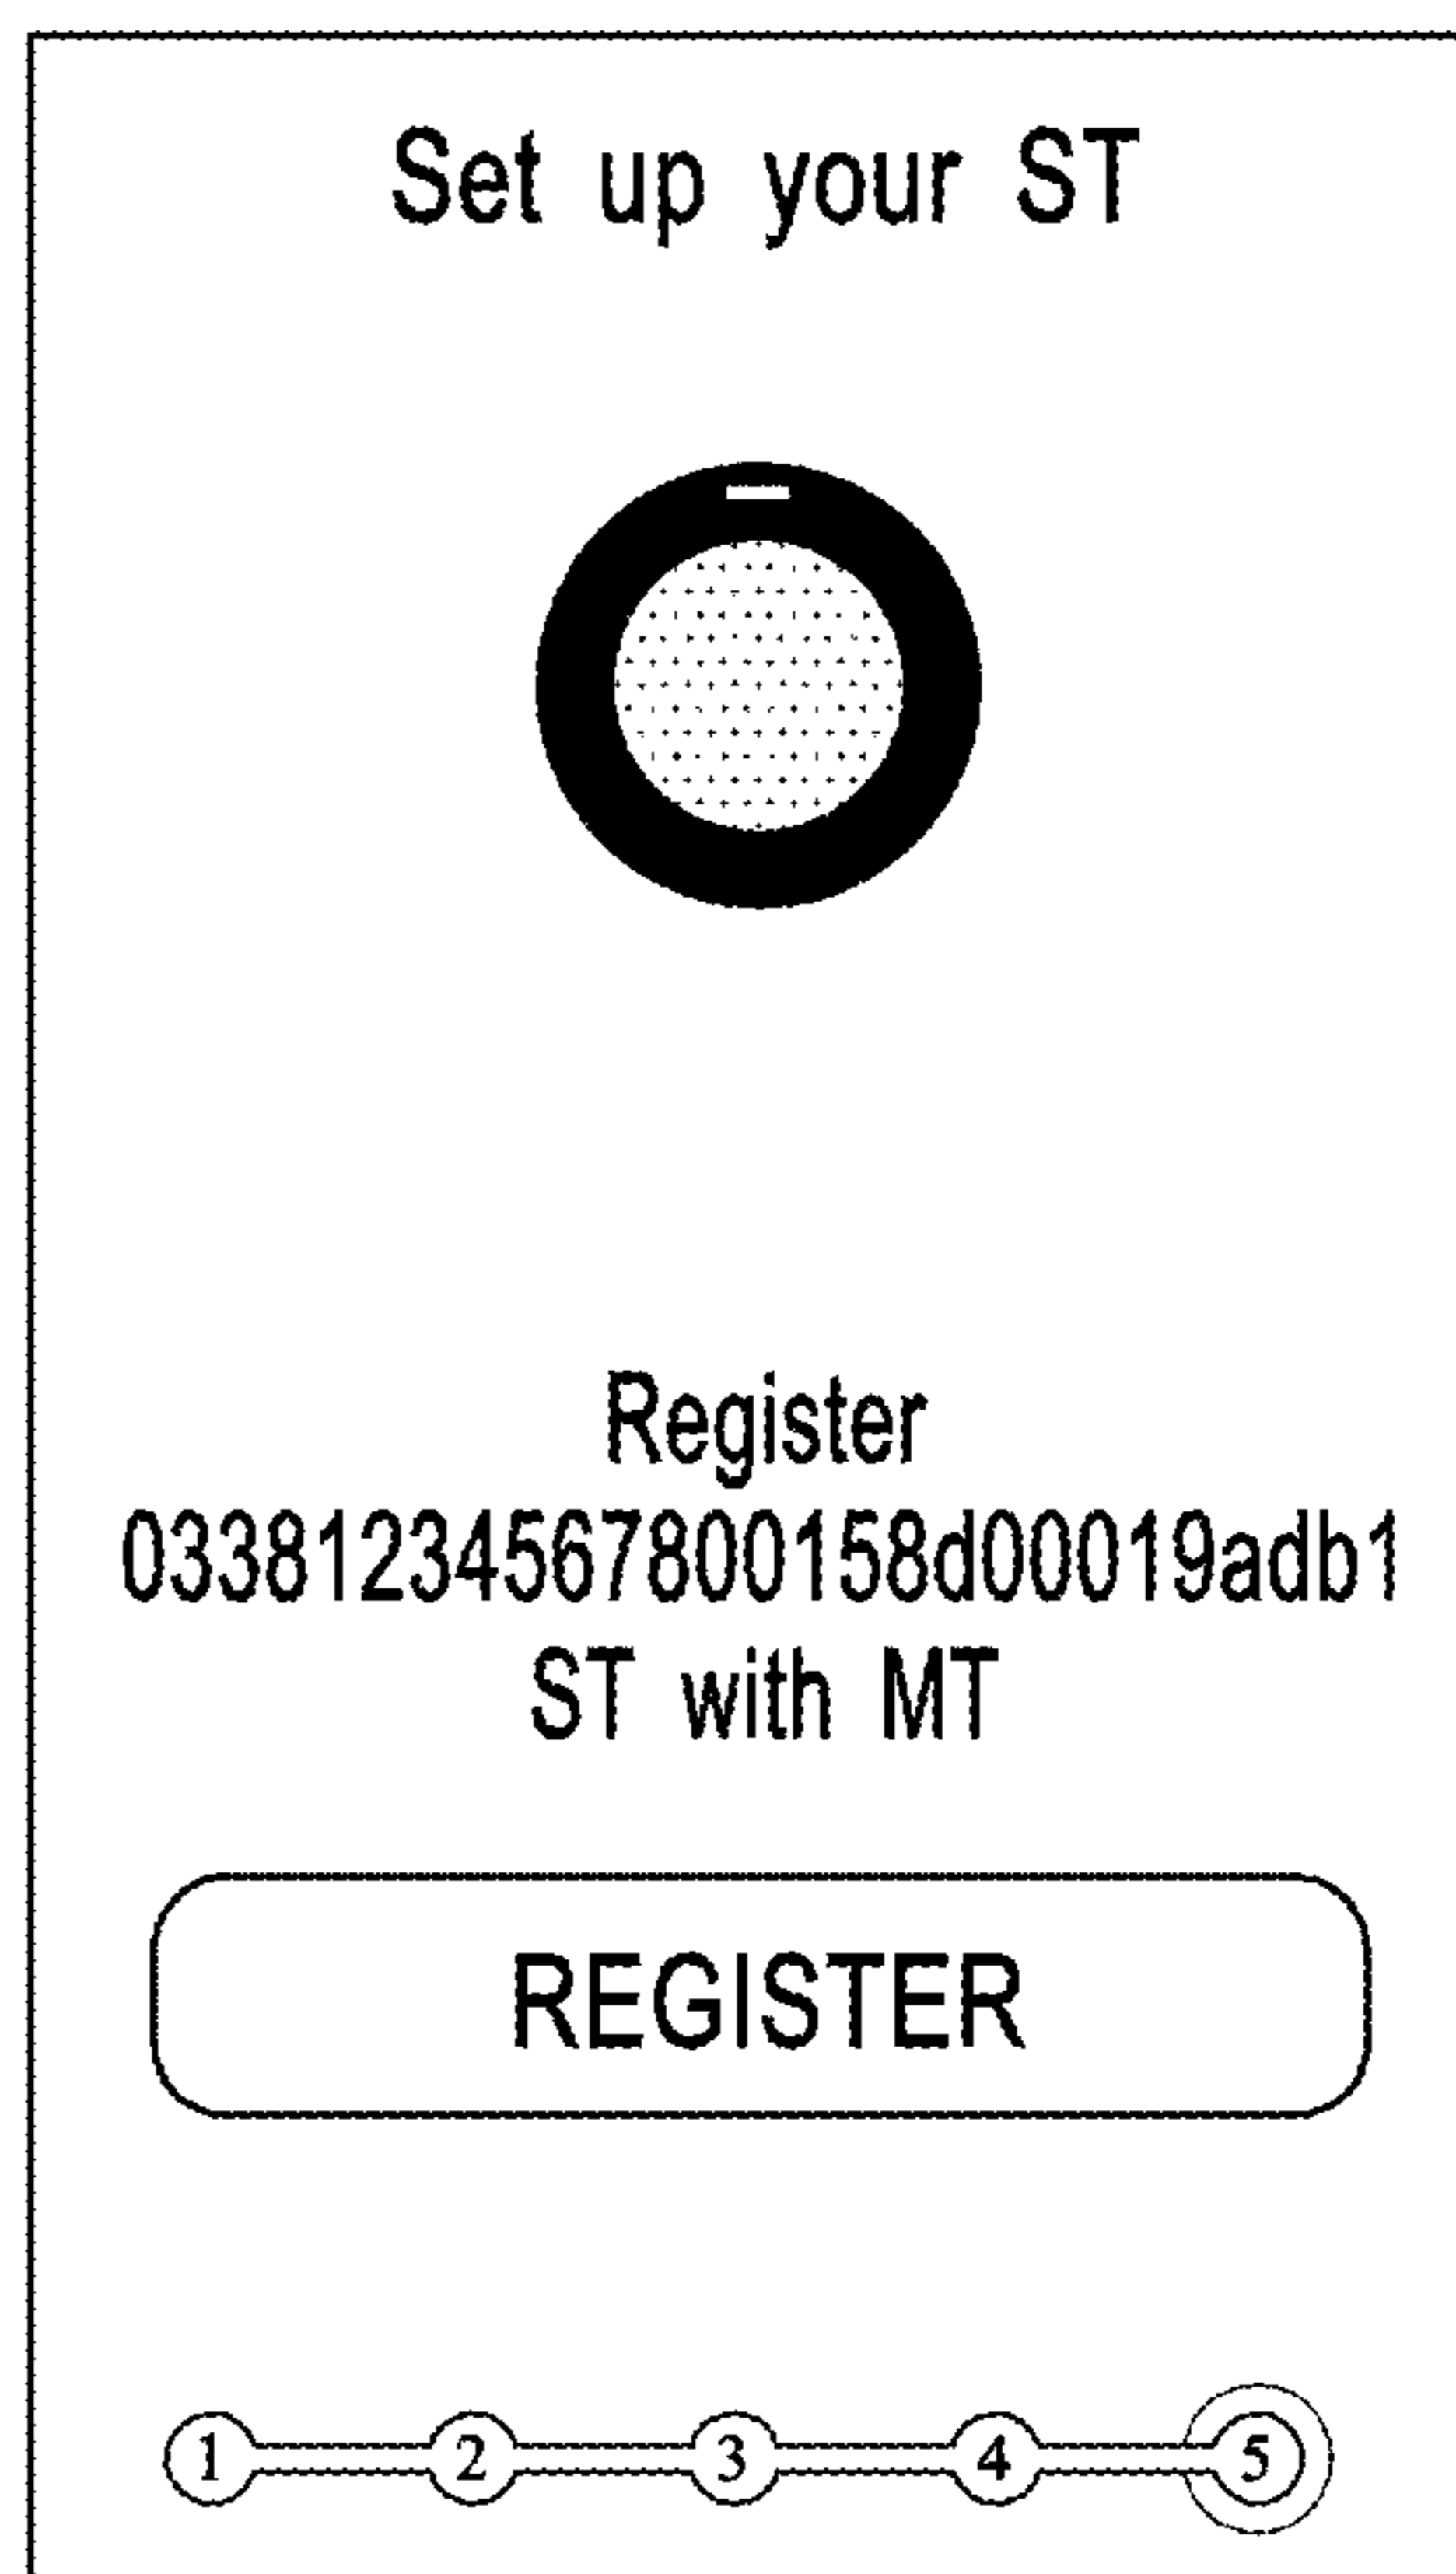 Set up your ST
Register
03381234567800158d00019adb1
ST with MT
REGISTER
1 2 3 4 5